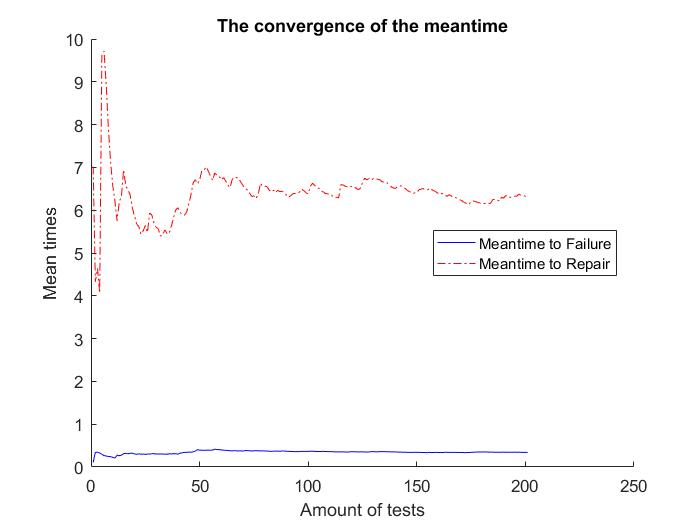 The convergence of the meantime
10
9
8
7
6
5
4
3
2
1
0
Mean times
Meantime to Failure
Meantime to Repair
0 50 100 150 200 250
Amount of tests